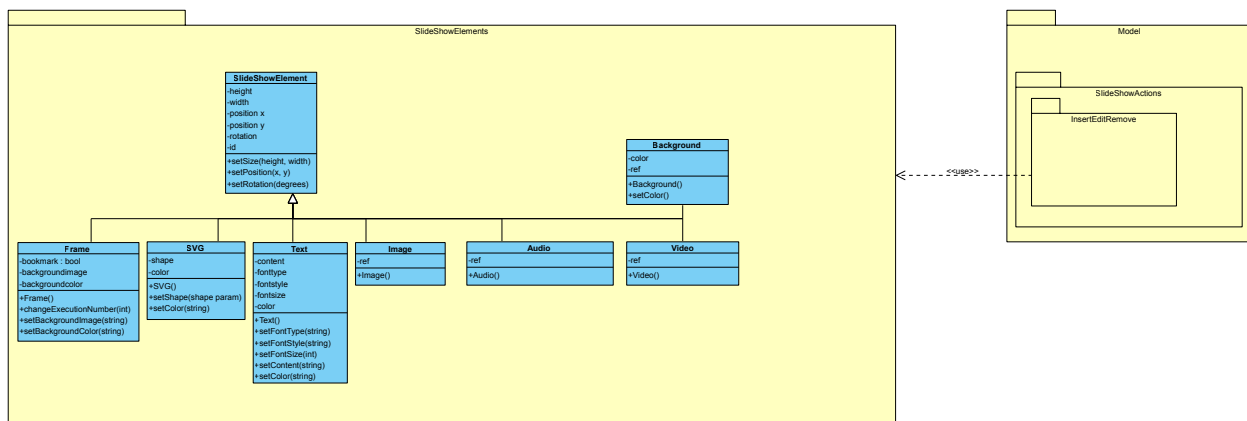 SlideShowElements
SlideShowElement
-height
-width
-position x
-position y
-rotation
-id
+setSize(height, width)
+setPosition(x, y)
+setRotation(degrees)
Background
-color
-ref
+Background()
+setColor()
Frame
-bookmark : bool
-backgroundimage
-backgroundcolor
+Frame()
+changeExecutionNumber(int)
+setBackgroundImage(string)
+setBackgroundColor(string)
SVG
-shape
-color
+SVG()
+setShape(shape param)
+setColor(string)
Text
-content
-fonttype
-fontstyle
-fontsize
-color
+Text()
+setFontType(string)
+setFontStyle(string)
+setFontSize(int)
+setContent(string)
+setColor(string)
Image
-ref
+Image()
Audio
-ref
+Audio()
Video
-ref
+Video()
<<use>>
Model
SlideShowActions
InsertEditRemove